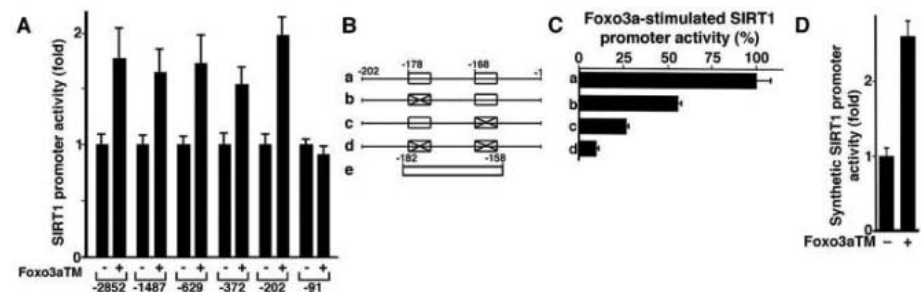 A
SIRT1 promoter activity (fold)
2
1
0
Foxo3aTM
- + - + - + - + - + - +
-2852 -1487 -629 -372 -202 -91
B
-178 -168
-202 -1
a
b
c
d
-182 -158
e
C
Foxo3a-stimulated SIRT1
promoter activity (%)
0 25 50 75 100
a
b
c
d
D
Synthetic SIRT1 promoter
activity (fold)
2
1
0
Foxo3aTM − +